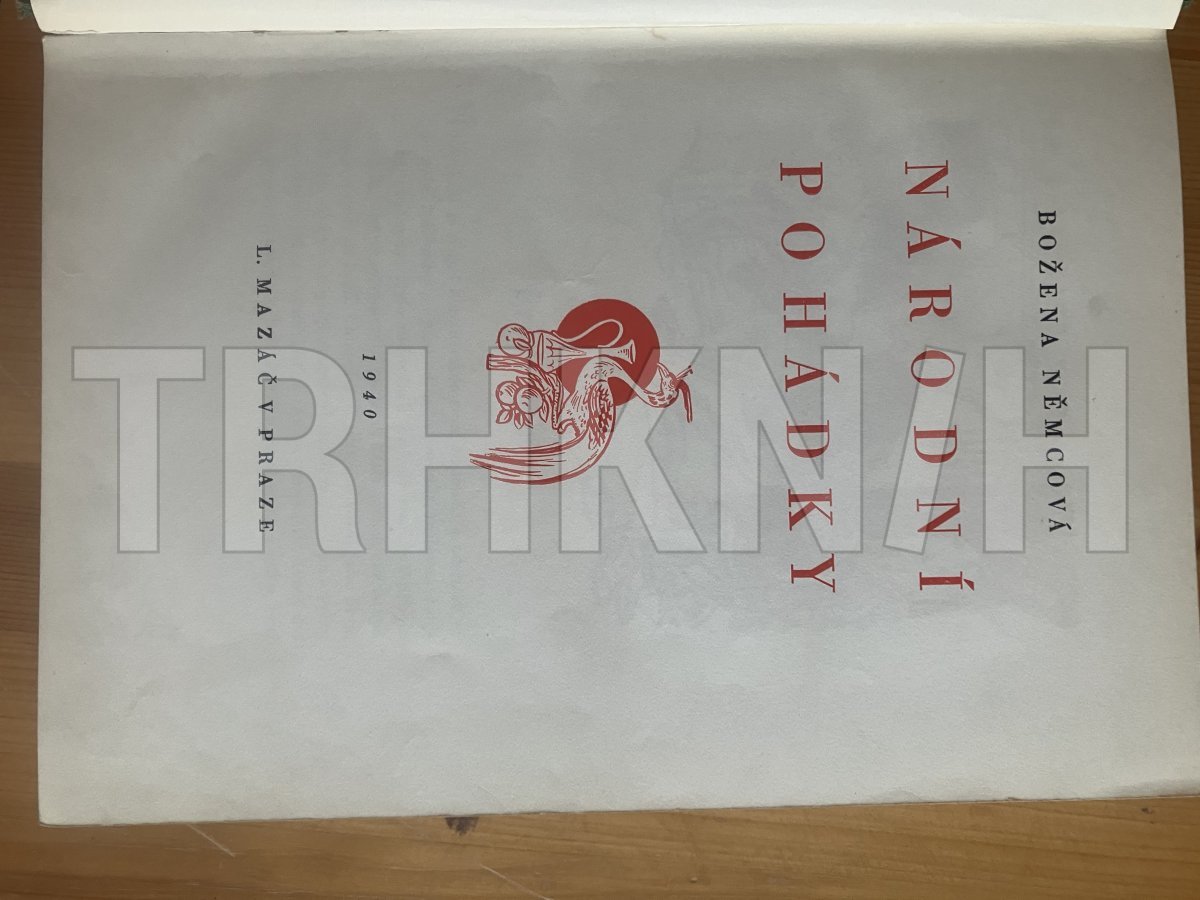 BOŽENA NĚMCOVÁ
NÁRODNÍ
POHÁDKY
1940
L. MAZÁČ V PRAZE
TRHKNIH